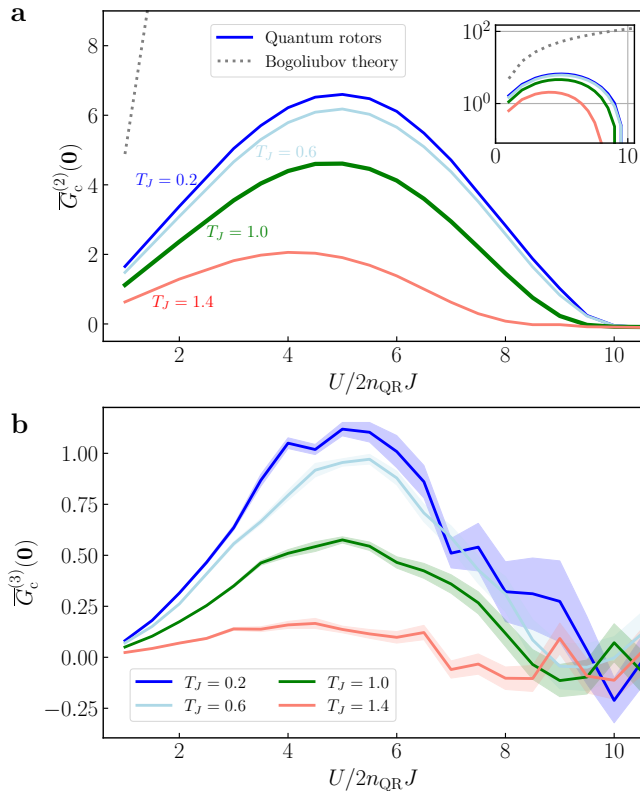 a
Quantum rotors
Bogoliubov theory
T_J = 0.2
T_J = 0.6
T_J = 1.0
T_J = 1.4
8
6
4
2
0
\overline{G}_c^{(2)}(0)
10^2
10^0
0
10
2
4
6
8
10
U/2n_{QR}J
b
1.00
0.75
0.50
0.25
0.00
−0.25
\overline{G}_c^{(3)}(0)
T_J = 0.2
T_J = 1.0
T_J = 0.6
T_J = 1.4
2
4
6
8
10
U/2n_{QR}J